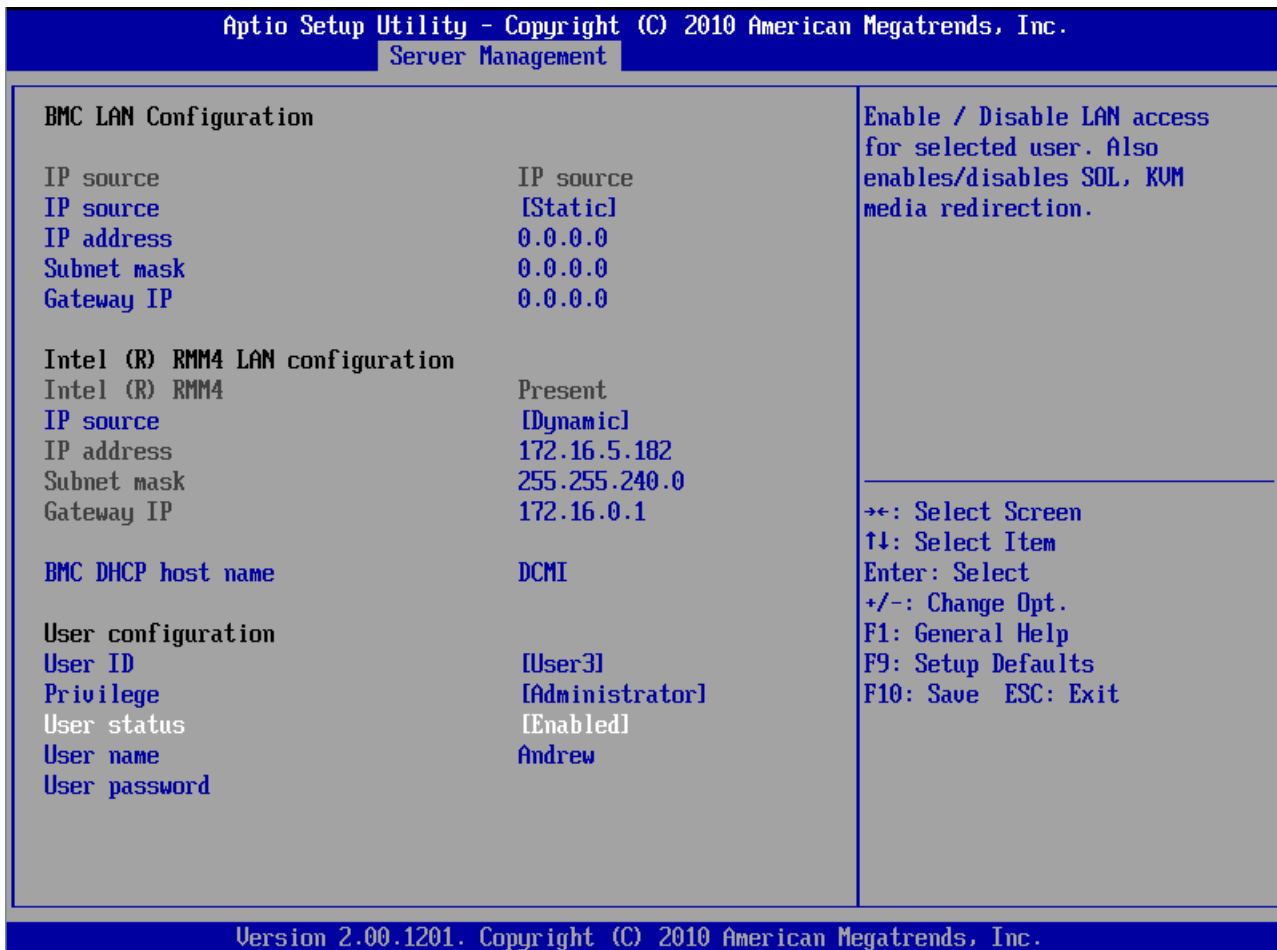 Aptio Setup Utility - Copyright (C) 2010 American Megatrends, Inc.
Server Management
BMC LAN Configuration
IP source IP source
IP source [Static]
IP address 0.0.0.0
Subnet mask 0.0.0.0
Gateway IP 0.0.0.0
Intel (R) RMM4 LAN configuration
Intel (R) RMM4 Present
IP source [Dynamic]
IP address 172.16.5.182
Subnet mask 255.255.240.0
Gateway IP 172.16.0.1
BMC DHCP host name DCMI
User configuration
User ID [User3]
Privilege [Administrator]
User status [Enabled]
User name Andrew
User password
Enable / Disable LAN access
for selected user. Also
enables/disables SOL, KVM
media redirection.
→←: Select Screen
↑↓: Select Item
Enter: Select
+/-: Change Opt.
F1: General Help
F9: Setup Defaults
F10: Save ESC: Exit
Version 2.00.1201. Copyright (C) 2010 American Megatrends, Inc.